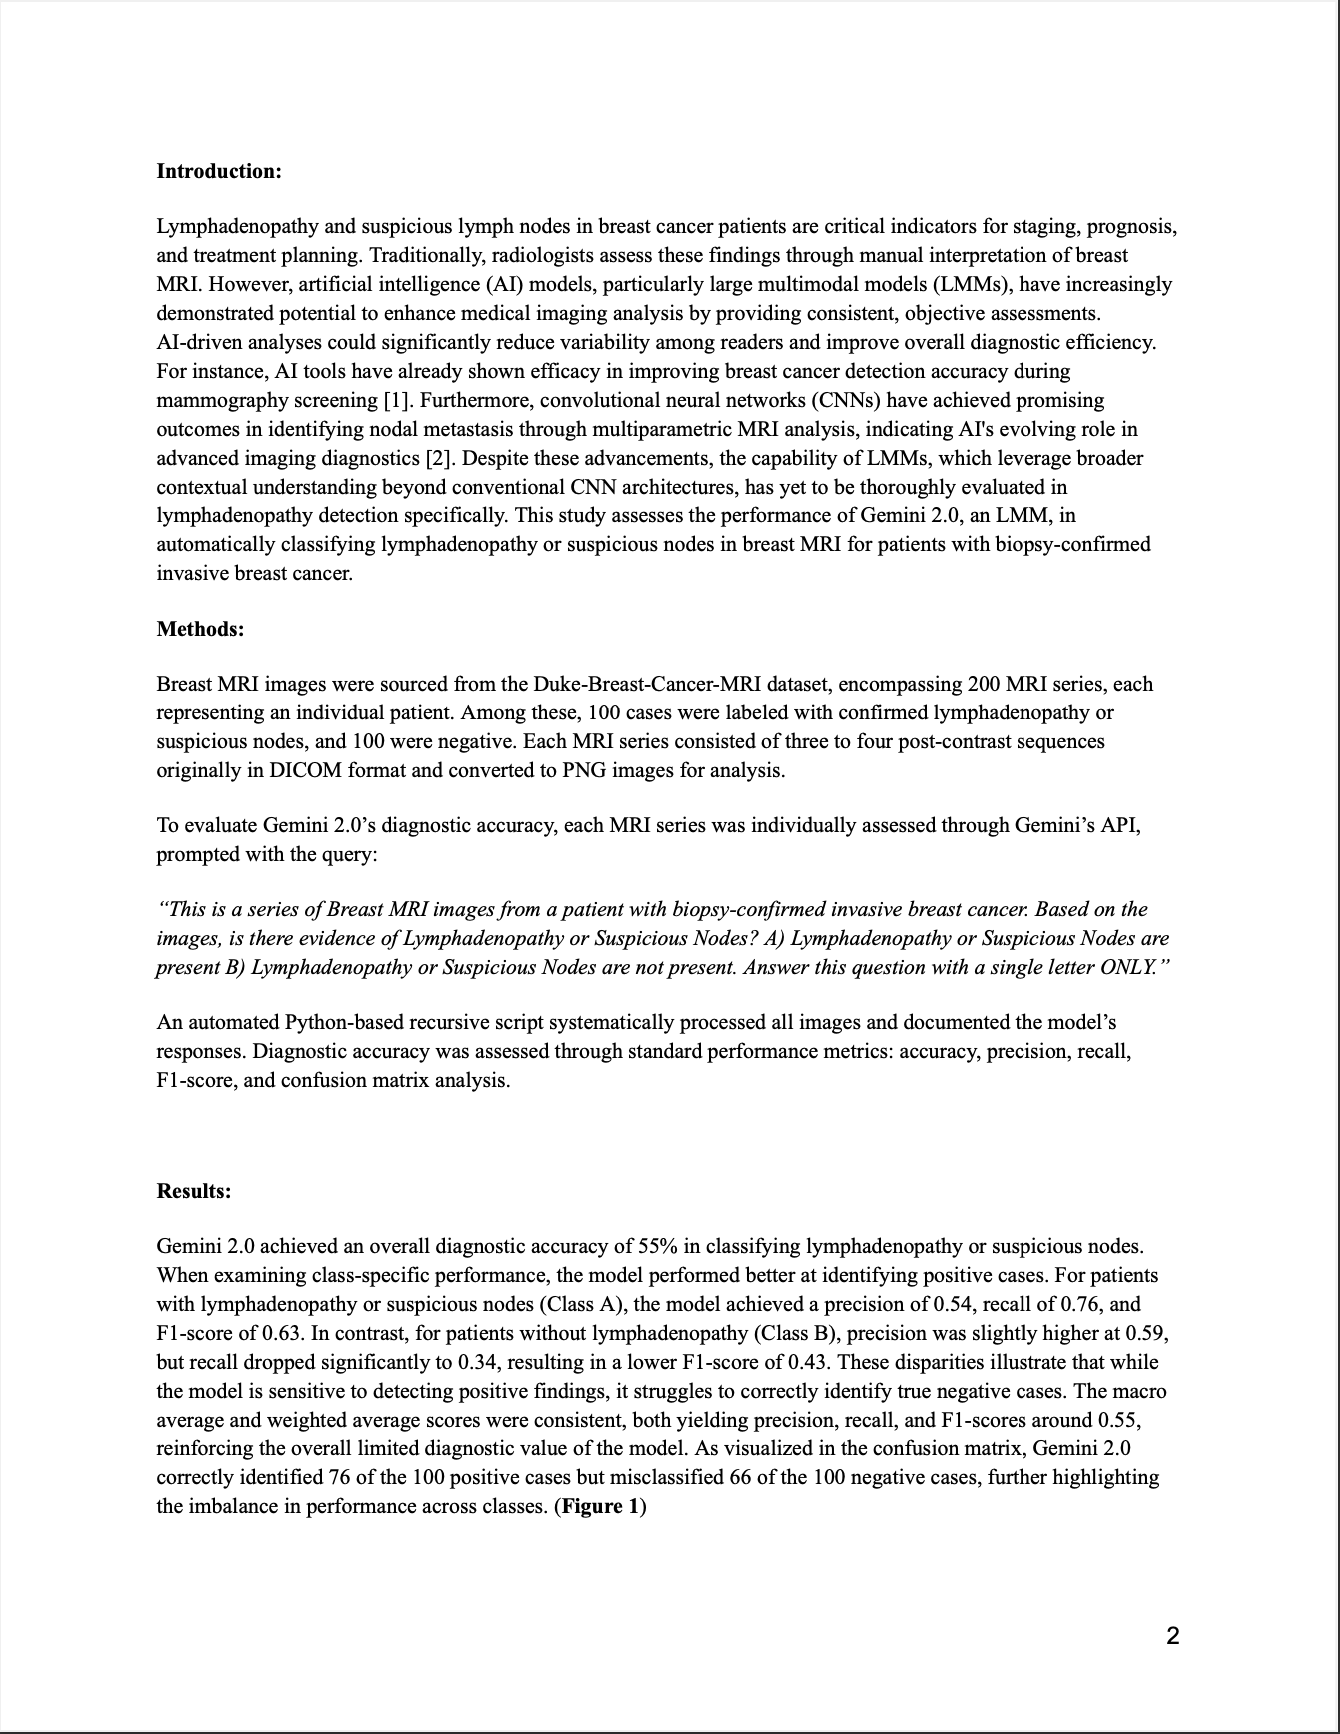 Introduction:
Lymphadenopathy and suspicious lymph nodes in breast cancer patients are critical indicators for staging, prognosis,
and treatment planning. Traditionally, radiologists assess these findings through manual interpretation of breast
MRI. However, artificial intelligence (AI) models, particularly large multimodal models (LMMs), have increasingly
demonstrated potential to enhance medical imaging analysis by providing consistent, objective assessments.
AI-driven analyses could significantly reduce variability among readers and improve overall diagnostic efficiency.
For instance, AI tools have already shown efficacy in improving breast cancer detection accuracy during
mammography screening [1]. Furthermore, convolutional neural networks (CNNs) have achieved promising
outcomes in identifying nodal metastasis through multiparametric MRI analysis, indicating AI's evolving role in
advanced imaging diagnostics [2]. Despite these advancements, the capability of LMMs, which leverage broader
contextual understanding beyond conventional CNN architectures, has yet to be thoroughly evaluated in
lymphadenopathy detection specifically. This study assesses the performance of Gemini 2.0, an LMM, in
automatically classifying lymphadenopathy or suspicious nodes in breast MRI for patients with biopsy-confirmed
invasive breast cancer.
Methods:
Breast MRI images were sourced from the Duke-Breast-Cancer-MRI dataset, encompassing 200 MRI series, each
representing an individual patient. Among these, 100 cases were labeled with confirmed lymphadenopathy or
suspicious nodes, and 100 were negative. Each MRI series consisted of three to four post-contrast sequences
originally in DICOM format and converted to PNG images for analysis.
To evaluate Gemini 2.0’s diagnostic accuracy, each MRI series was individually assessed through Gemini’s API,
prompted with the query:
“This is a series of Breast MRI images from a patient with biopsy-confirmed invasive breast cancer. Based on the
images, is there evidence of Lymphadenopathy or Suspicious Nodes? A) Lymphadenopathy or Suspicious Nodes are
present B) Lymphadenopathy or Suspicious Nodes are not present. Answer this question with a single letter ONLY.”
An automated Python-based recursive script systematically processed all images and documented the model’s
responses. Diagnostic accuracy was assessed through standard performance metrics: accuracy, precision, recall,
F1-score, and confusion matrix analysis.
Results:
Gemini 2.0 achieved an overall diagnostic accuracy of 55% in classifying lymphadenopathy or suspicious nodes.
When examining class-specific performance, the model performed better at identifying positive cases. For patients
with lymphadenopathy or suspicious nodes (Class A), the model achieved a precision of 0.54, recall of 0.76, and
F1-score of 0.63. In contrast, for patients without lymphadenopathy (Class B), precision was slightly higher at 0.59,
but recall dropped significantly to 0.34, resulting in a lower F1-score of 0.43. These disparities illustrate that while
the model is sensitive to detecting positive findings, it struggles to correctly identify true negative cases. The macro
average and weighted average scores were consistent, both yielding precision, recall, and F1-scores around 0.55,
reinforcing the overall limited diagnostic value of the model. As visualized in the confusion matrix, Gemini 2.0
correctly identified 76 of the 100 positive cases but misclassified 66 of the 100 negative cases, further highlighting
the imbalance in performance across classes. (Figure 1)
2